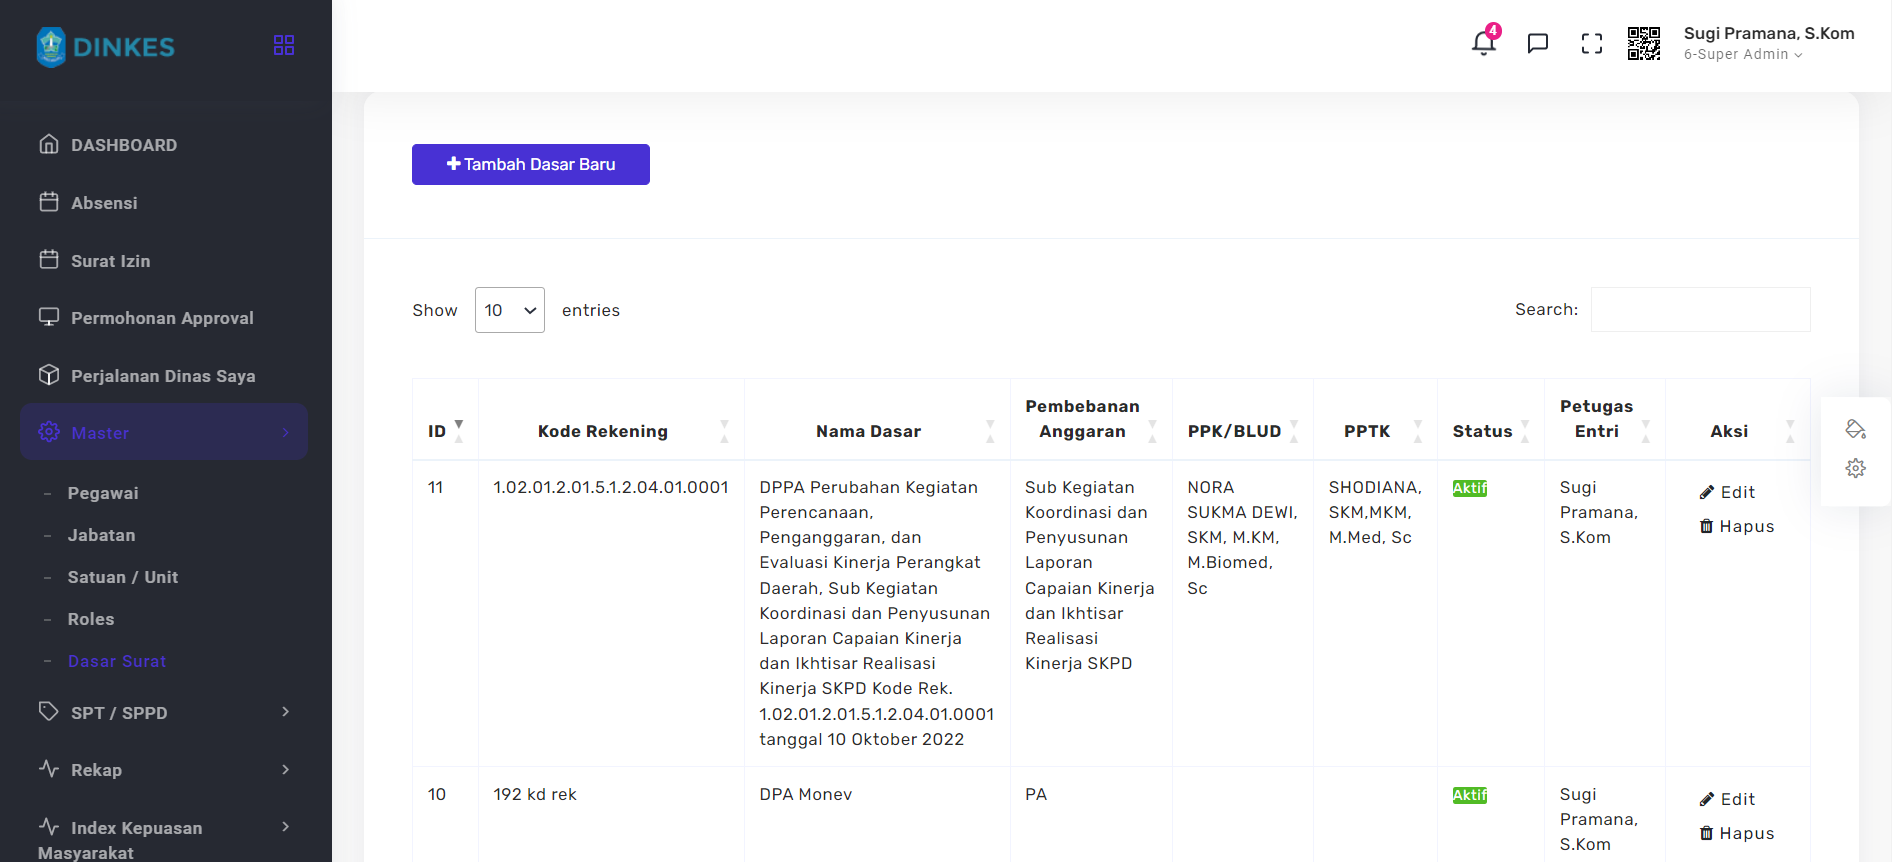 DINKES
4
Sugi Pramana, S.Kom
6-Super Admin
DASHBOARD
Absensi
Surat Izin
Permohonan Approval
Perjalanan Dinas Saya
Master
- Pegawai
- Jabatan
- Satuan / Unit
- Roles
- Dasar Surat
SPT / SPPD
Rekap
Index Kepuasan
Masyarakat
Tambah Dasar Baru
Show 10 entries
Search:
ID
Kode Rekening
Nama Dasar
Pembebanan
Anggaran
PPK/BLUD
PPTK
Status
Petugas
Entri
Aksi
11
1.02.01.2.01.5.1.2.04.01.0001
DPPA Perubahan Kegiatan
Perencanaan,
Penganggaran, dan
Evaluasi Kinerja Perangkat
Daerah, Sub Kegiatan
Koordinasi dan Penyusunan
Laporan Capaian Kinerja
dan Ikhtisar Realisasi
Kinerja SKPD Kode Rek.
1.02.01.2.01.5.1.2.04.01.0001
tanggal 10 Oktober 2022
Sub Kegiatan
Koordinasi dan
Penyusunan
Laporan
Capaian Kinerja
dan Ikhtisar
Realisasi
Kinerja SKPD
NORA
SUKMA DEWI,
SKM, M.KM,
M.Biomed,
Sc
SHODIANA,
SKM,MKM,
M.Med, Sc
Aktif
Sugi
Pramana,
S.Kom
Edit
Hapus
10
192 kd rek
DPA Monev
PA
Aktif
Sugi
Pramana,
S.Kom
Edit
Hapus